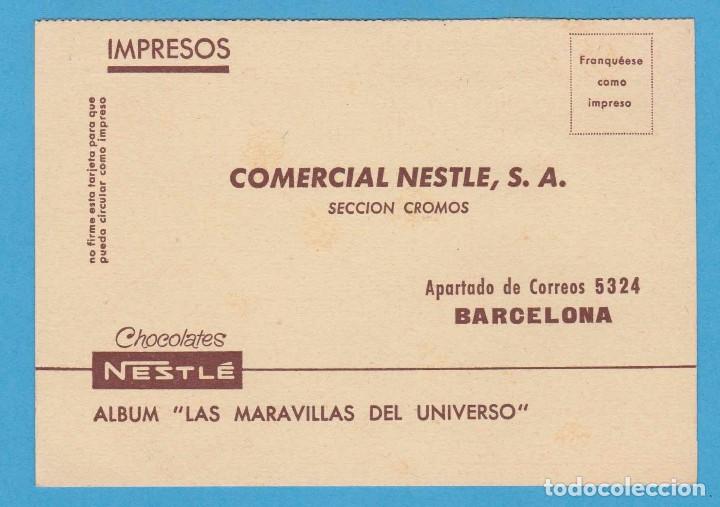 IMPRESOS
Franquéese
como
impreso
no firme esta tarjeta para que
pueda circular como impreso
COMERCIAL NESTLE, S. A.
SECCION CROMOS
Apartado de Correos 5324
BARCELONA
Chocolates
NESTLÉ
ALBUM "LAS MARAVILLAS DEL UNIVERSO"
todocoleccion